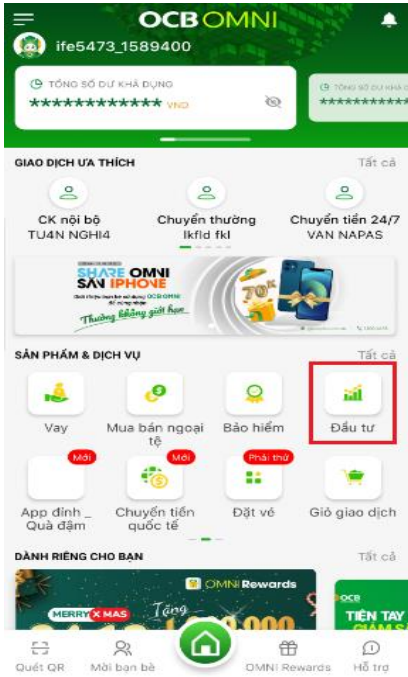 OCB OMNI
ife5473_1589400
TỔNG SỐ DƯ KHẢ DỤNG
************* VND
TỔNG SỐ DƯ KHẢ
GIAO DỊCH ƯA THÍCH
Tất cả
CK nội bộ
TU4N NGHI4
Chuyển thường
lkfld fkl
Chuyển tiền 24/7
VAN NAPAS
SHARE OMNI
SĂN IPHONE
Thưởng không giới hạn
70K
SẢN PHẨM & DỊCH VỤ
Tất cả
Vay
Mua bán ngoại tệ
Bảo hiểm
Đầu tư
Mới
App đỉnh _ Quà đậm
Mới
Chuyển tiền quốc tế
Phải thử
Đặt vé
Giỏ giao dịch
DÀNH RIÊNG CHO BẠN
Tất cả
OMNI Rewards
MERRY X MAS
Tặng
OCB
TIỆN TAY
Quét QR
Mời bạn bè
OMNI Rewards
Hỗ trợ